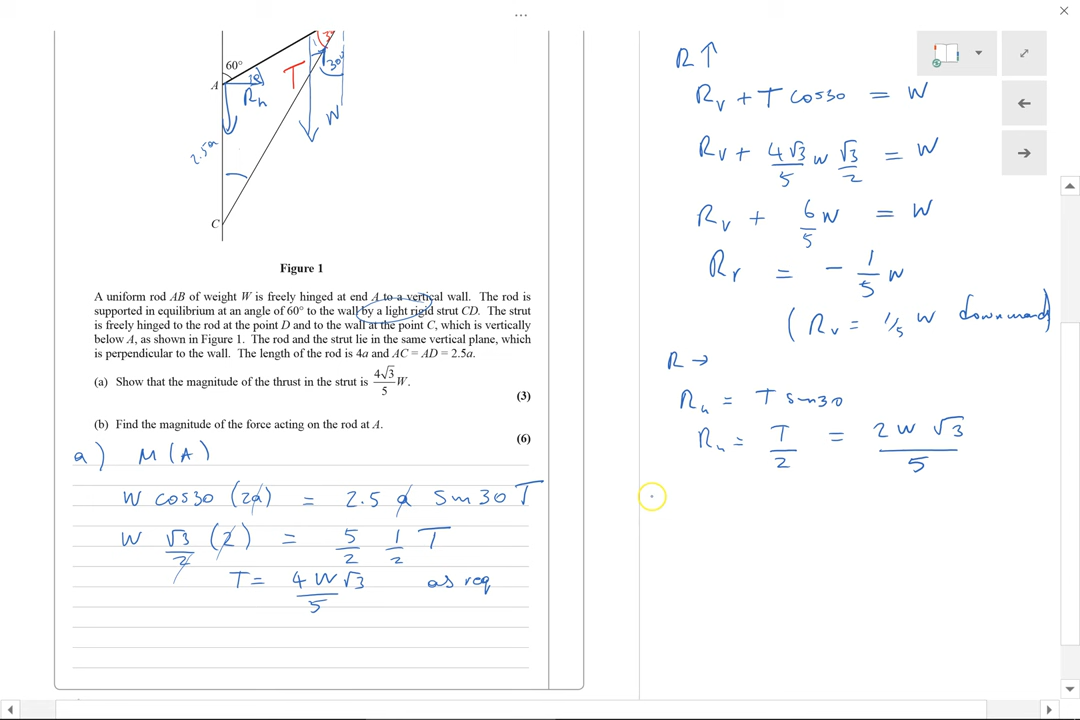 60°
A
R_h
T
30°
W
2.5a
C
Figure 1
A uniform rod AB of weight W is freely hinged at end A to a vertical wall. The rod is
supported in equilibrium at an angle of 60° to the wall by a light rigid strut CD. The strut
is freely hinged to the rod at the point D and to the wall at the point C, which is vertically
below A, as shown in Figure 1. The rod and the strut lie in the same vertical plane, which
is perpendicular to the wall. The length of the rod is 4a and AC = AD = 2.5a.
(a) Show that the magnitude of the thrust in the strut is 4√3/5 W.
(3)
(b) Find the magnitude of the force acting on the rod at A.
(6)
a) M(A)
W cos30 (2a) = 2.5 a sin30 T
W √3/2 (2) = 5/2 1/2 T
T = 4W√3/5 as req
R ↑
R_v + T cos30 = W
R_v + 4√3/5 W √3/2 = W
R_v + 6/5 W = W
R_v = - 1/5 W
(R_v = 1/5 W downwards)
R →
R_h = T sin30
R_h = T/2 = 2W√3/5